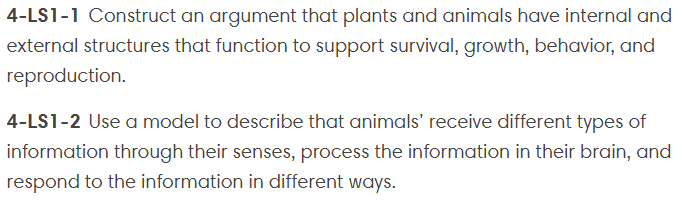 4-LS1-1 Construct an argument that plants and animals have internal and
external structures that function to support survival, growth, behavior, and
reproduction.
4-LS1-2 Use a model to describe that animals’ receive different types of
information through their senses, process the information in their brain, and
respond to the information in different ways.